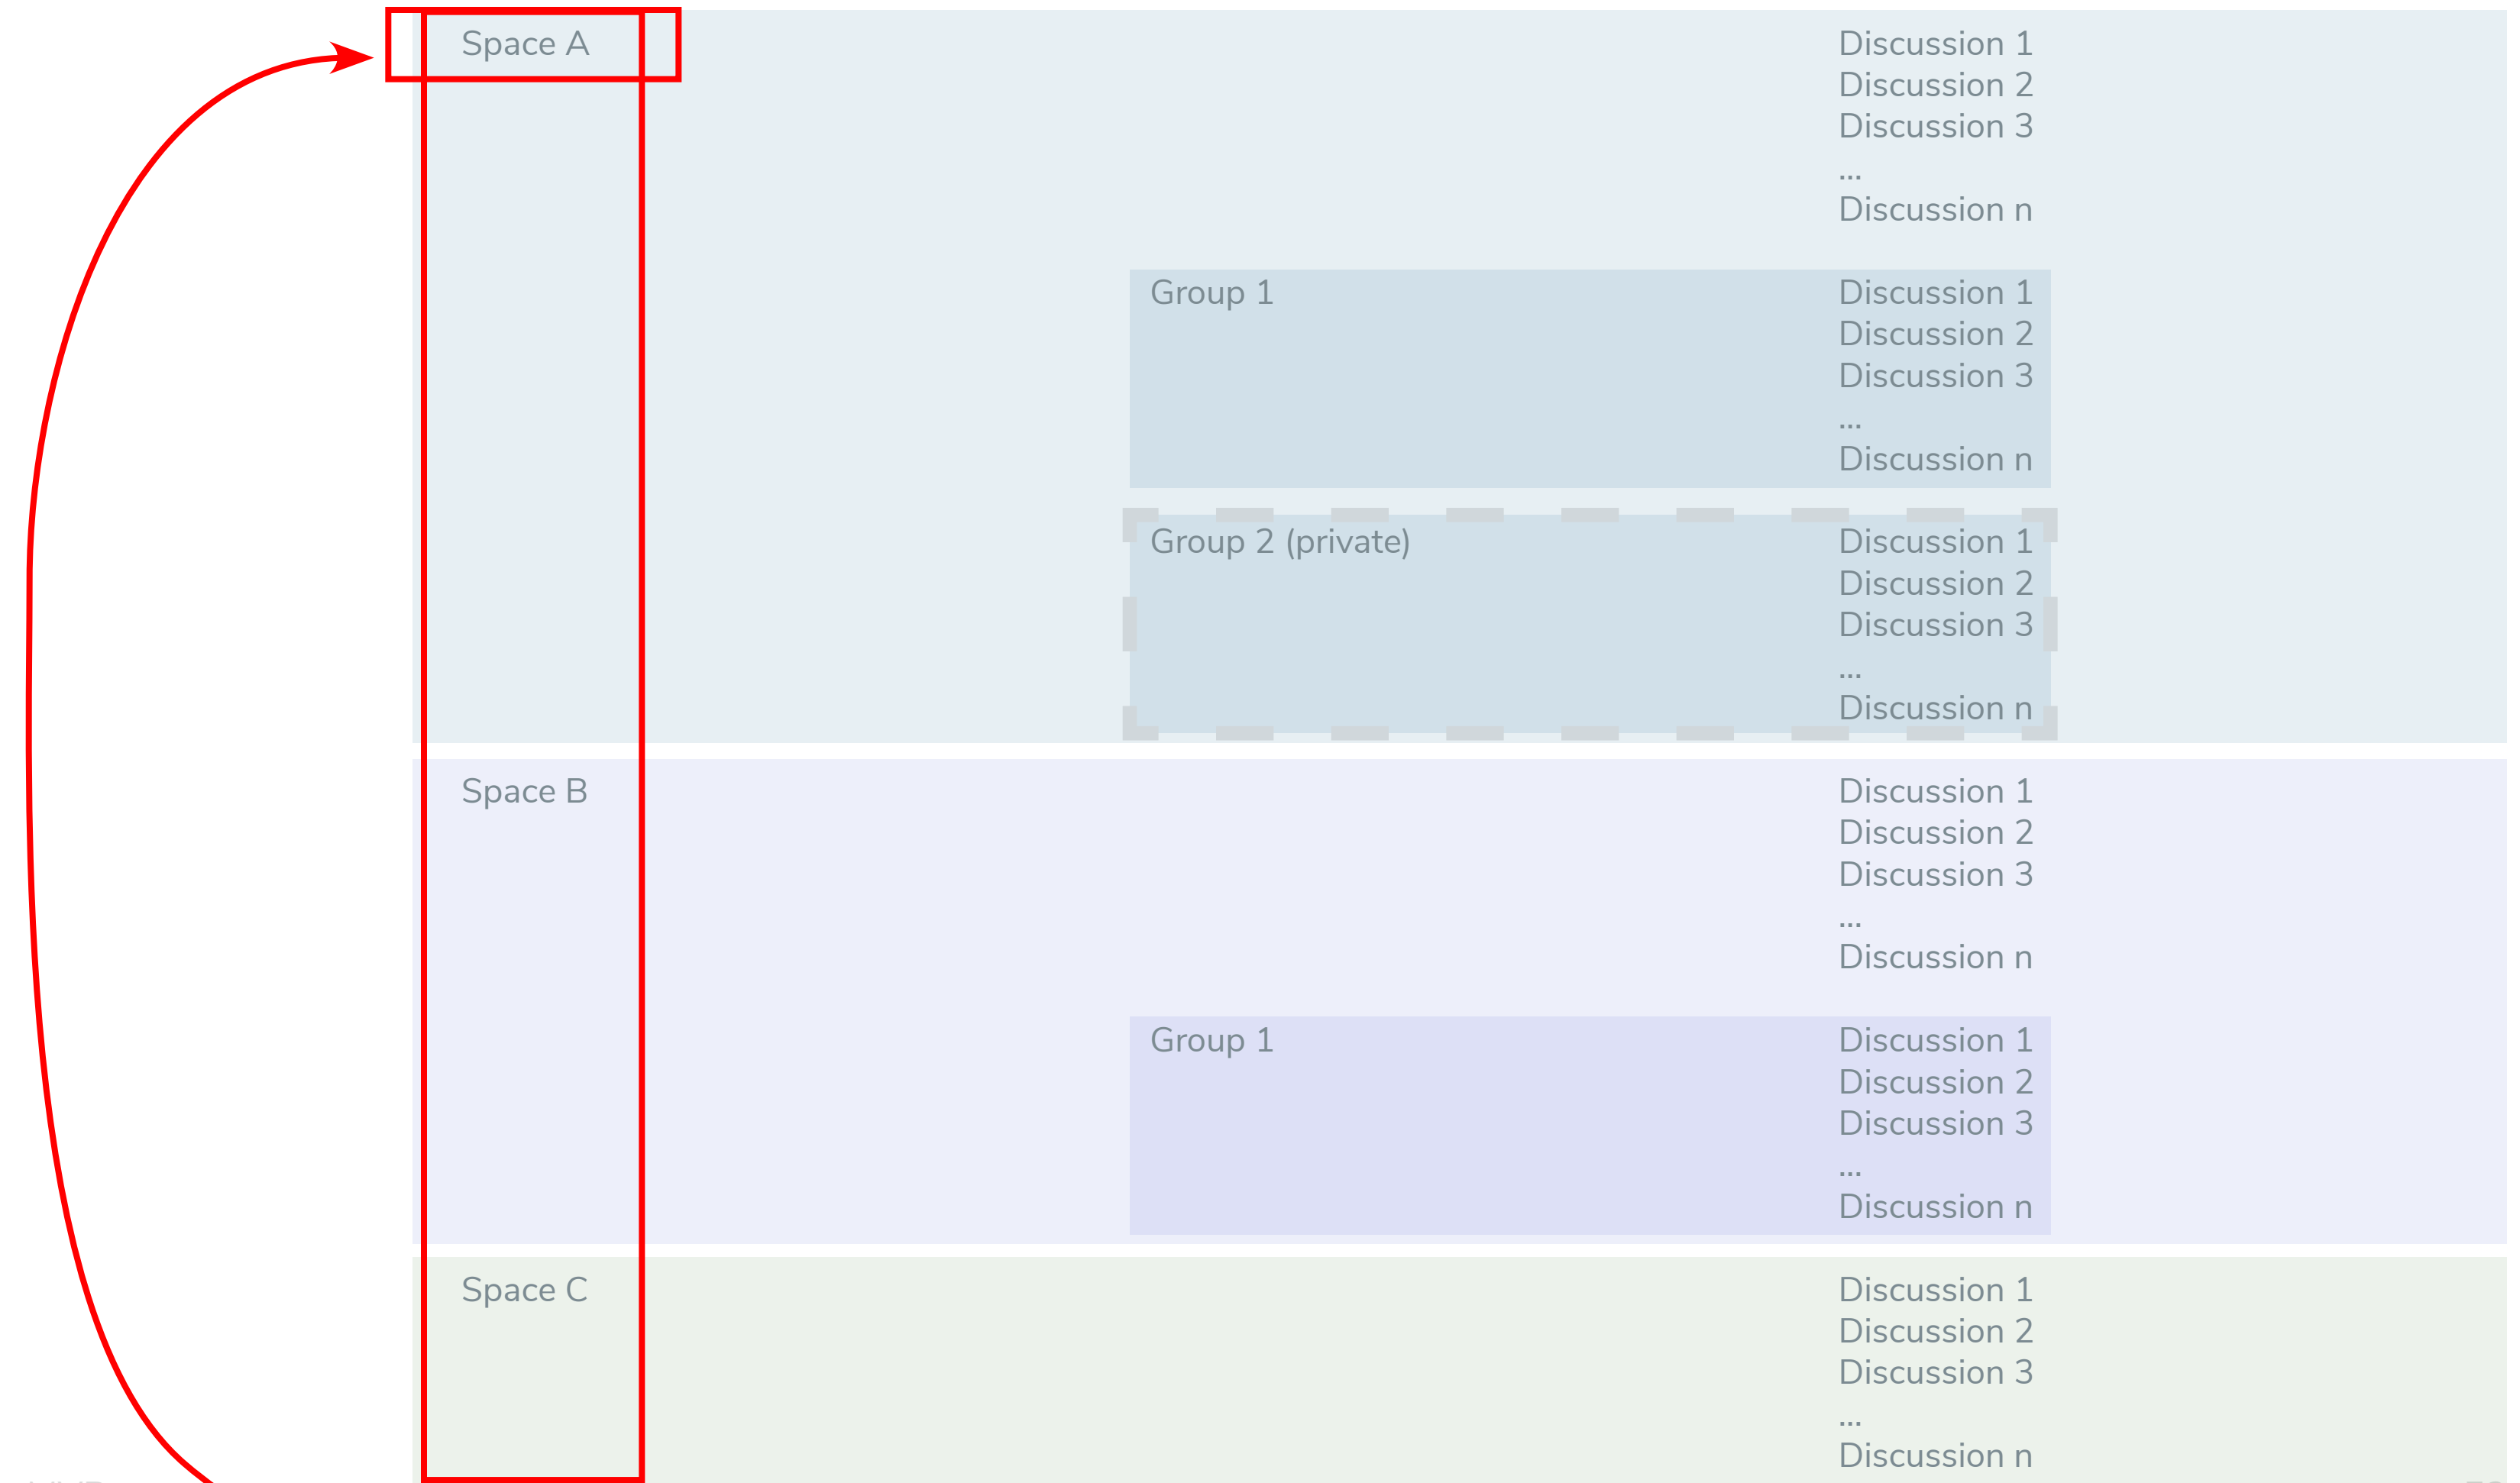 Space A Discussion 1
Discussion 2
Discussion 3
...
Discussion n
Group 1 Discussion 1
Discussion 2
Discussion 3
...
Discussion n
Group 2 (private) Discussion 1
Discussion 2
Discussion 3
...
Discussion n
Space B Discussion 1
Discussion 2
Discussion 3
...
Discussion n
Group 1 Discussion 1
Discussion 2
Discussion 3
...
Discussion n
Space C Discussion 1
Discussion 2
Discussion 3
...
Discussion n